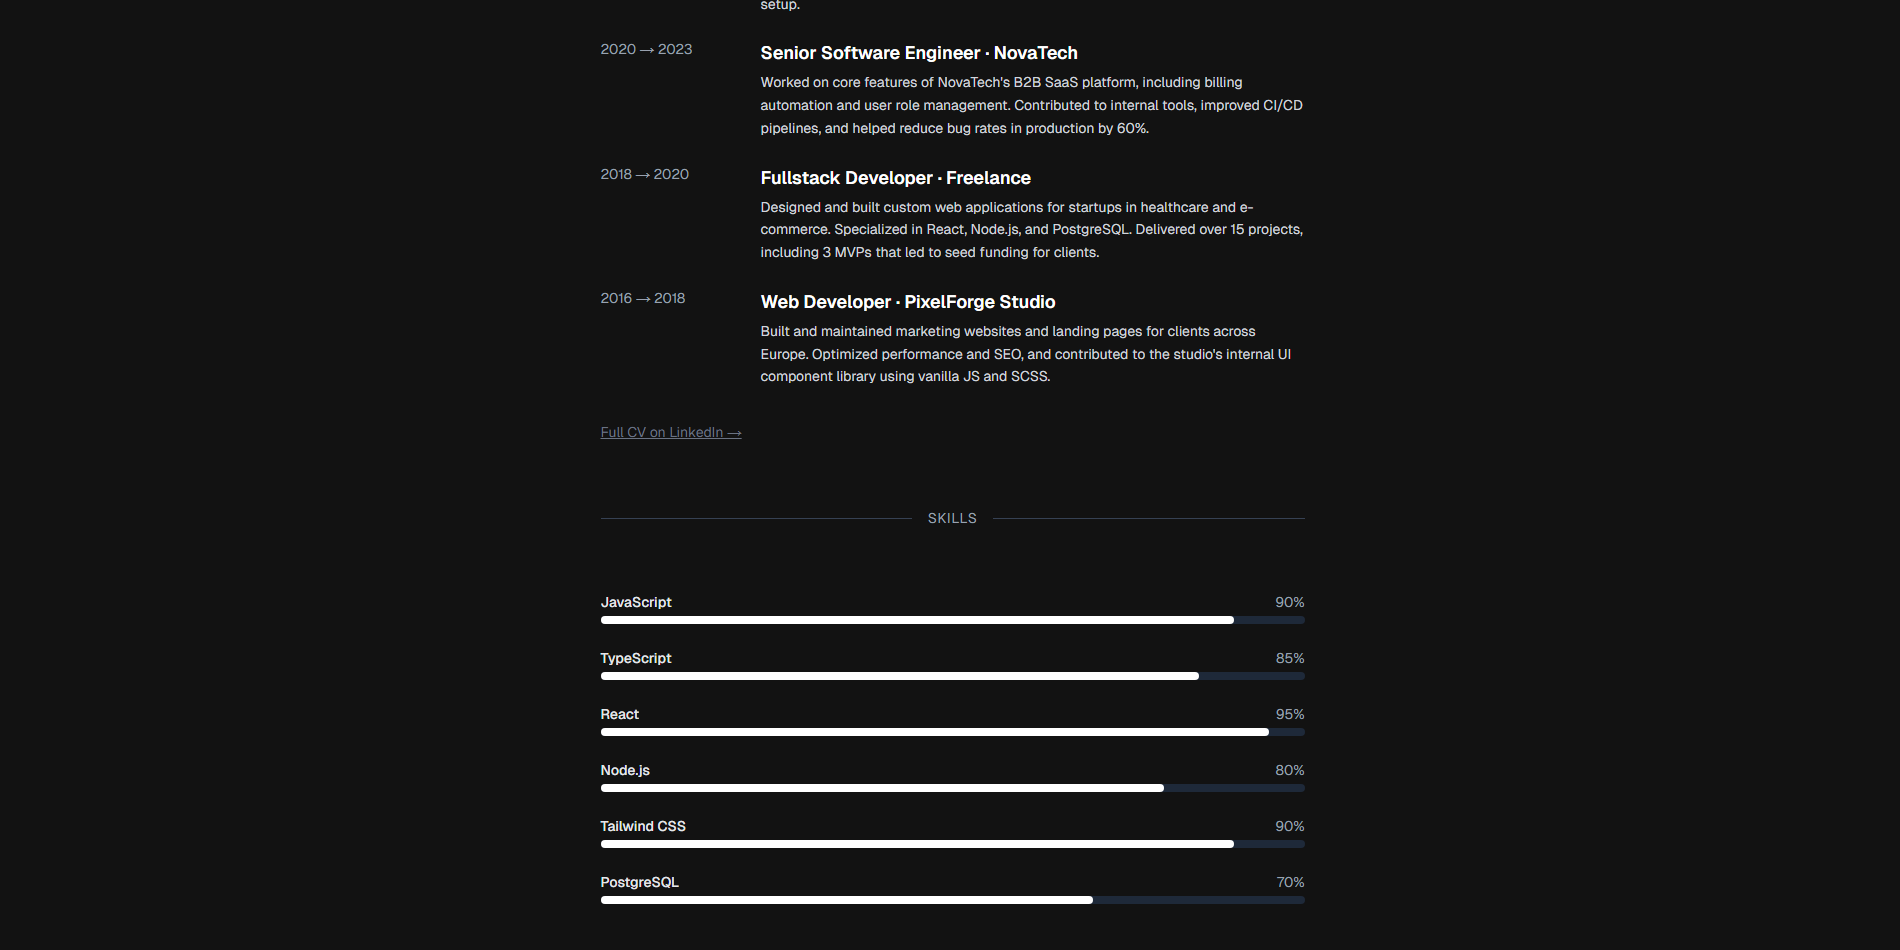 setup.
2020 → 2023
Senior Software Engineer · NovaTech
Worked on core features of NovaTech's B2B SaaS platform, including billing
automation and user role management. Contributed to internal tools, improved CI/CD
pipelines, and helped reduce bug rates in production by 60%.
2018 → 2020
Fullstack Developer · Freelance
Designed and built custom web applications for startups in healthcare and e-
commerce. Specialized in React, Node.js, and PostgreSQL. Delivered over 15 projects,
including 3 MVPs that led to seed funding for clients.
2016 → 2018
Web Developer · PixelForge Studio
Built and maintained marketing websites and landing pages for clients across
Europe. Optimized performance and SEO, and contributed to the studio's internal UI
component library using vanilla JS and SCSS.
Full CV on LinkedIn →
SKILLS
JavaScript 90%
TypeScript 85%
React 95%
Node.js 80%
Tailwind CSS 90%
PostgreSQL 70%